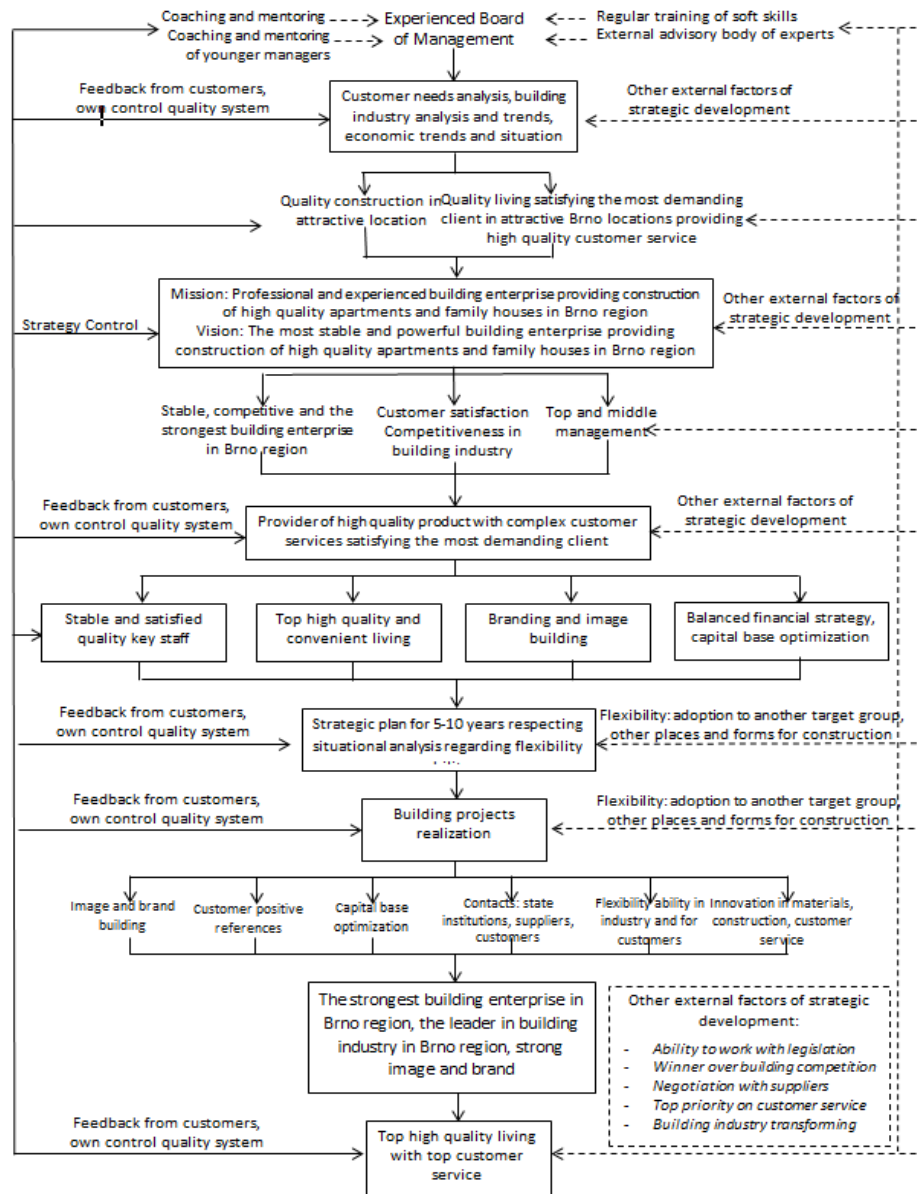 Coaching and mentoring
Coaching and mentoring
of younger managers
Experienced Board
of Management
Regular training of soft skills
External advisory body of experts
Feedback from customers,
own control quality system
Customer needs analysis, building
industry analysis and trends,
economic trends and situation
Other external factors of
strategic development
Quality construction in
attractive location
Quality living satisfying the most demanding
client in attractive Brno locations providing
high quality customer service
Strategy Control
Mission: Professional and experienced building enterprise providing construction
of high quality apartments and family houses in Brno region
Vision: The most stable and powerful building enterprise providing
construction of high quality apartments and family houses in Brno region
Other external factors of
strategic development
Stable, competitive and the
strongest building enterprise
in Brno region
Customer satisfaction
Competitiveness in
building industry
Top and middle
management
Feedback from customers,
own control quality system
Provider of high quality product with complex customer
services satisfying the most demanding client
Other external factors of
strategic development
Stable and satisfied
quality key staff
Top high quality and
convenient living
Branding and image
building
Balanced financial strategy,
capital base optimization
Feedback from customers,
own control quality system
Strategic plan for 5-10 years respecting
situational analysis regarding flexibility
Flexibility: adoption to another target group,
other places and forms for construction
Feedback from customers,
own control quality system
Building projects
realization
Flexibility: adoption to another target group,
other places and forms for construction
Image and brand
building
Customer positive
references
Capital base
optimization
Contacts: state
institutions, suppliers,
customers
Flexibility ability in
industry and for
customers
Innovation in materials,
construction, customer
service
The strongest building enterprise in
Brno region, the leader in building
industry in Brno region, strong
image and brand
Other external factors of strategic
development:
- Ability to work with legislation
- Winner over building competition
- Negotiation with suppliers
- Top priority on customer service
- Building industry transforming
Feedback from customers,
own control quality system
Top high quality living
with top customer
service